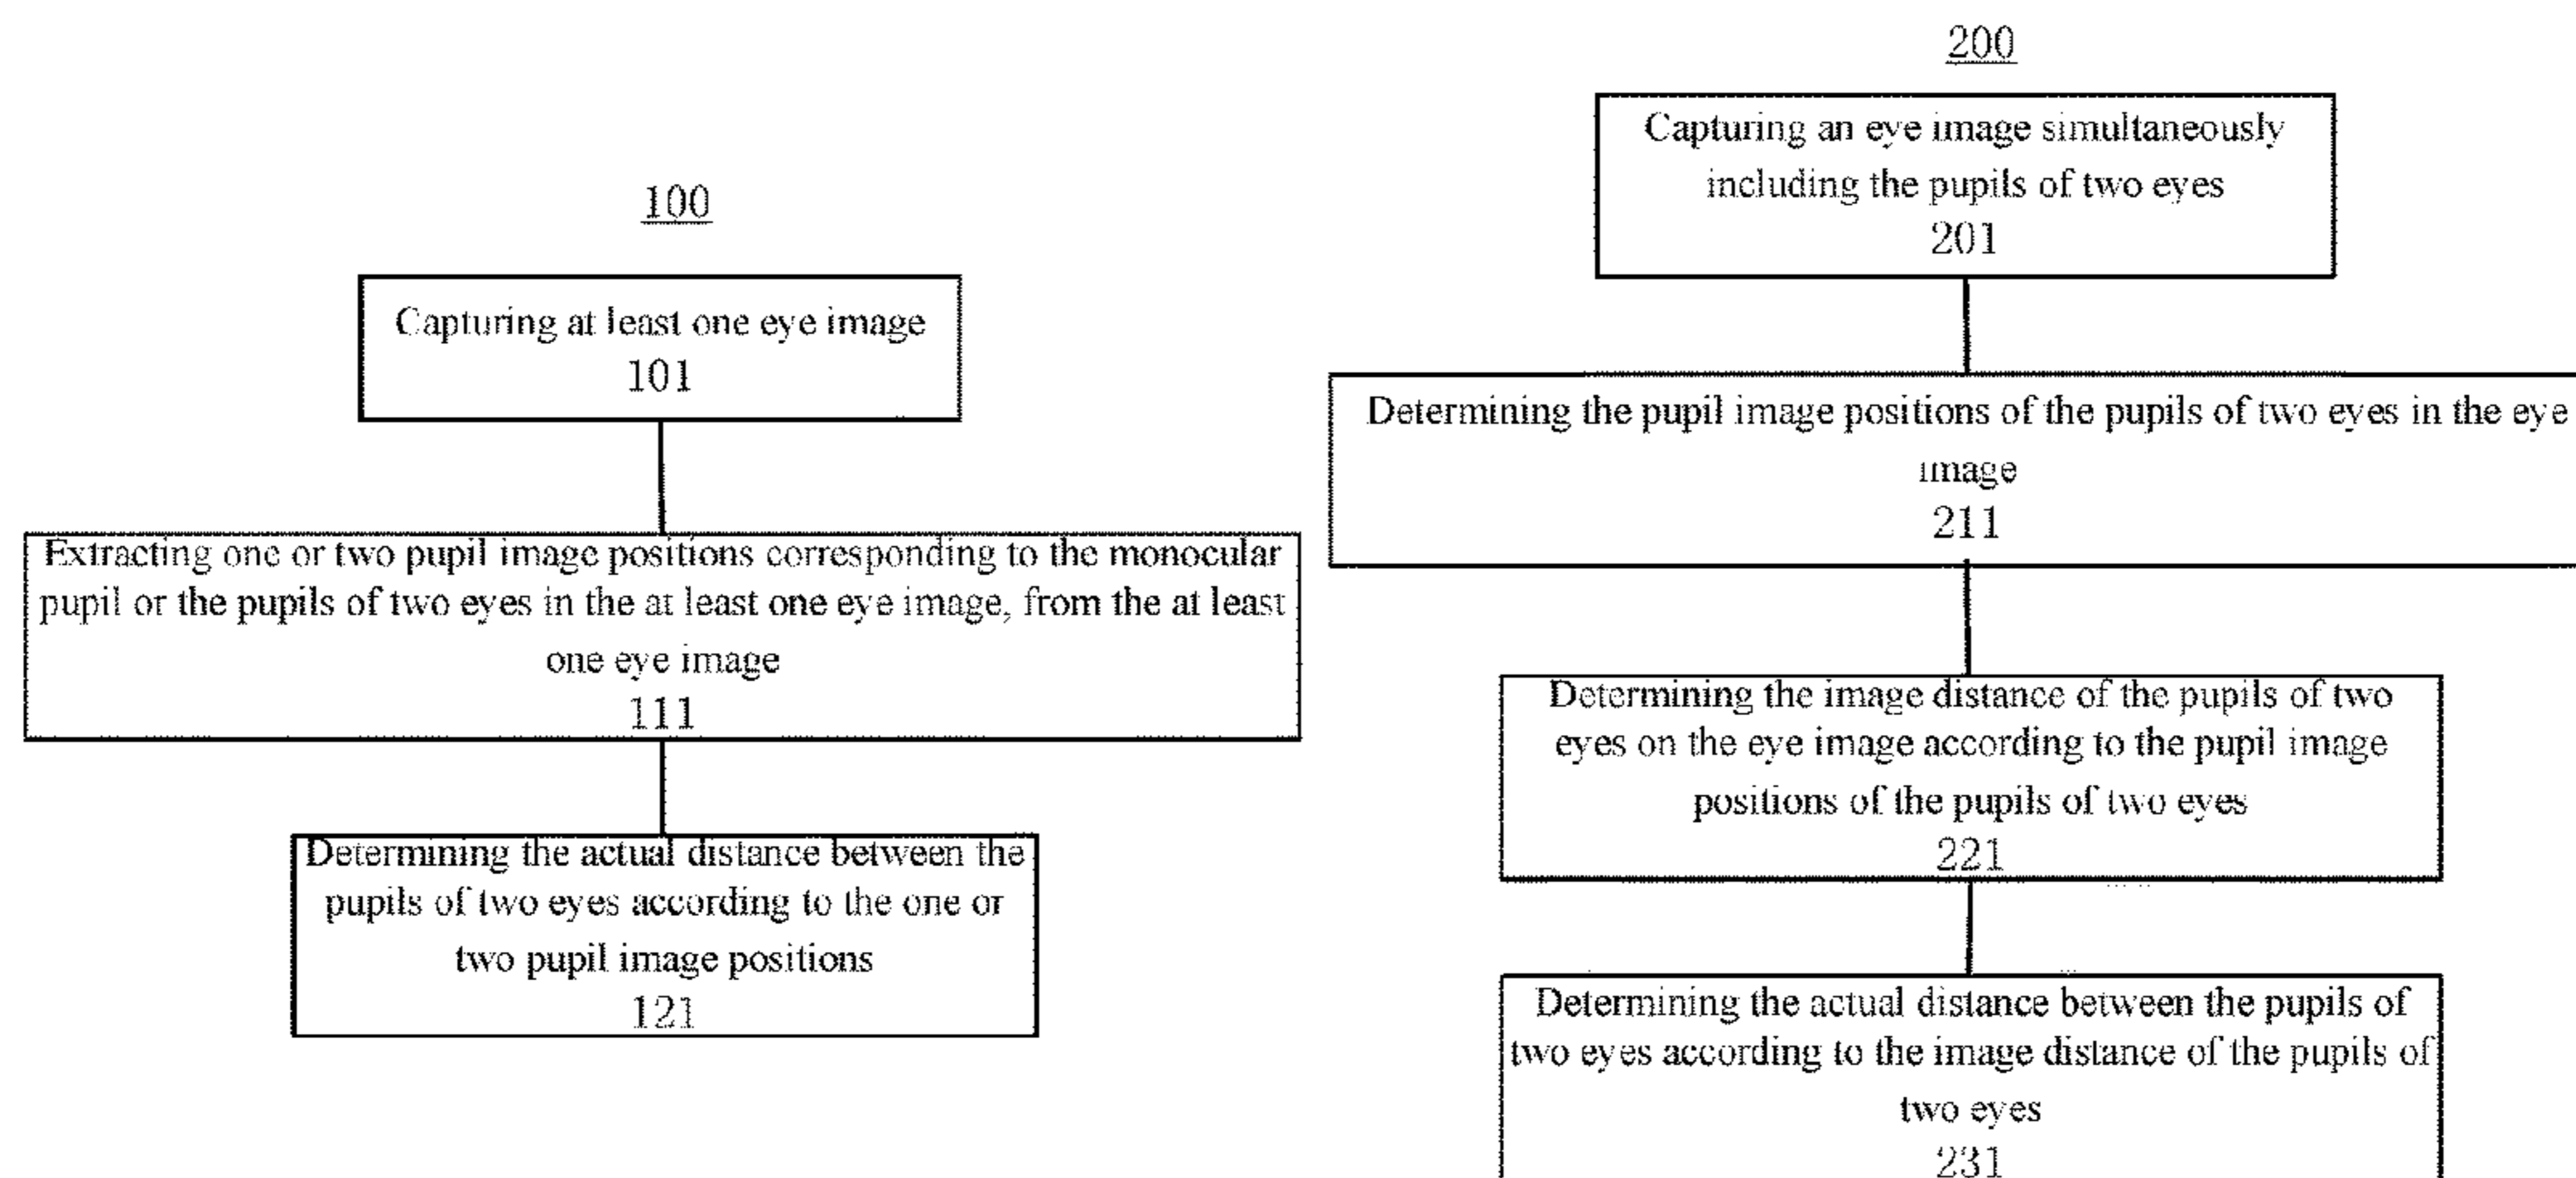 100
Capturing at least one eye image
101
Extracting one or two pupil image positions corresponding to the monocular
pupil or the pupils of two eyes in the at least one eye image, from the at least
one eye image
111
Determining the actual distance between the
pupils of two eyes according to the one or
two pupil image positions
121
200
Capturing an eye image simultaneously
including the pupils of two eyes
201
Determining the pupil image positions of the pupils of two eyes in the eye
image
211
Determining the image distance of the pupils of two
eyes on the eye image according to the pupil image
positions of the pupils of two eyes
221
Determining the actual distance between the pupils of
two eyes according to the image distance of the pupils of
two eyes
231